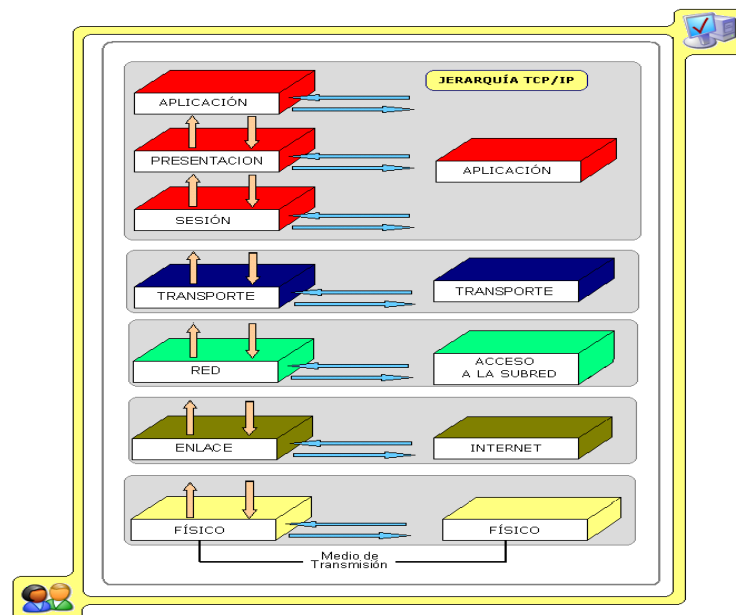 JERARQUÍA TCP/IP
APLICACIÓN
PRESENTACION
APLICACIÓN
SESIÓN
TRANSPORTE
TRANSPORTE
RED
ACCESO
A LA SUBRED
ENLACE
INTERNET
FÍSICO
FÍSICO
Medio de
Transmisión